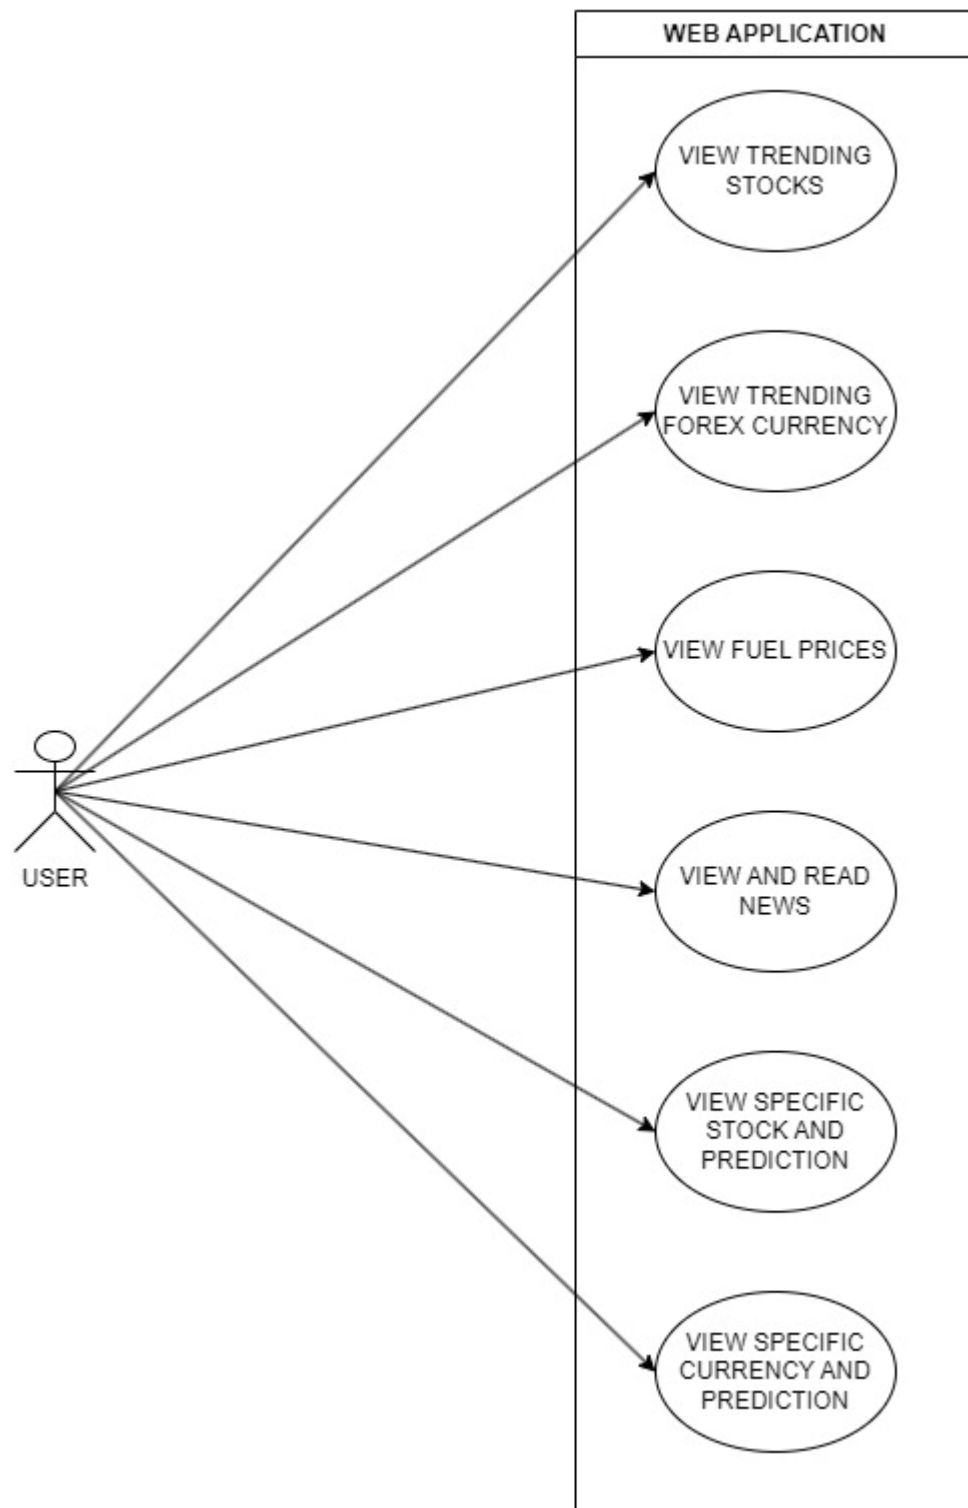 WEB APPLICATION
VIEW TRENDING
STOCKS
VIEW TRENDING
FOREX CURRENCY
VIEW FUEL PRICES
USER
VIEW AND READ
NEWS
VIEW SPECIFIC
STOCK AND
PREDICTION
VIEW SPECIFIC
CURRENCY AND
PREDICTION